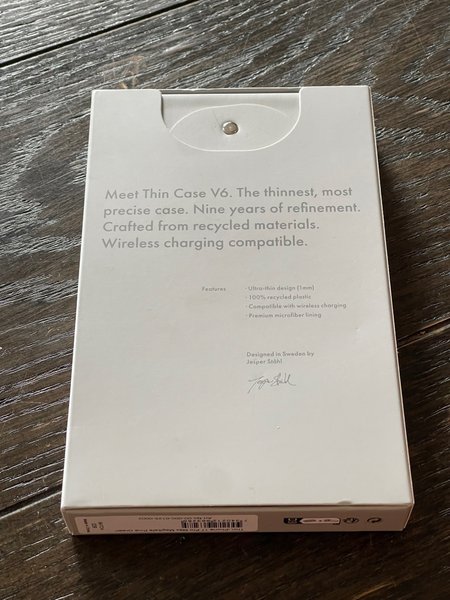 Meet Thin Case V6. The thinnest, most
precise case. Nine years of refinement.
Crafted from recycled materials.
Wireless charging compatible.
Features
· Ultra-thin design (1mm)
· 100% recycled plastic
· Compatible with wireless charging
· Premium microfiber lining
Designed in Sweden by
Jesper Ståhl